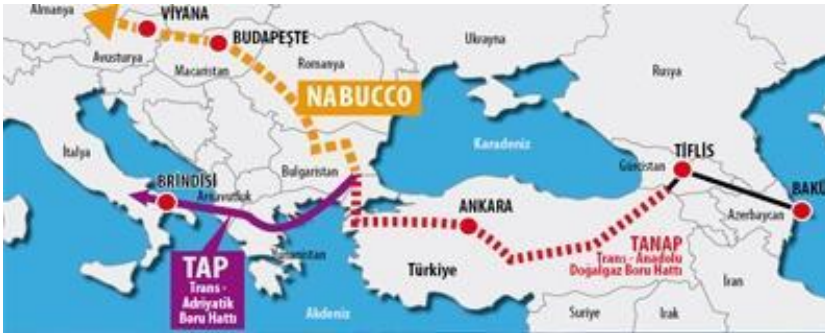 Almanya
VİYANA
BUDAPEŞTE
Avusturya
Macaristan
Romanya
Ukrayna
Rusya
NABUCCO
İtalya
Karadeniz
TİFLİS
Gürcistan
Bulgaristan
BRİNDİSİ
Arnavutluk
ANKARA
BAKÜ
Azerbaycan
TANAP
Trans - Anadolu
Doğalgaz Boru Hattı
TAP
Trans -
Adriyatik
Boru Hattı
Yunanistan
Türkiye
İran
Akdeniz
Suriye
Irak